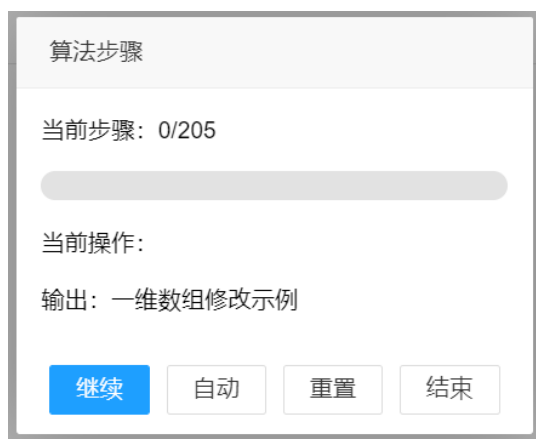 算法步骤
当前步骤：0/205
当前操作：
输出：一维数组修改示例
继续 自动 重置 结束